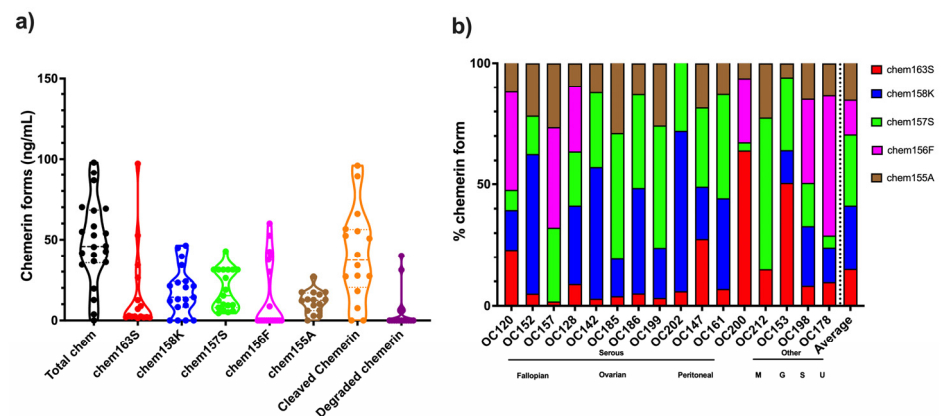 a)
Chemerin forms (ng/mL)
150
100
50
0
Total chem
chem163S
chem158K
chem157S
chem156F
chem155A
Cleaved Chemerin
Degraded chemerin
b)
% chemerin form
100
50
0
OC120
OC152
OC157
OC128
OC142
OC185
OC186
OC199
OC202
OC147
OC161
OC200
OC212
OC153
OC198
OC178
Average
Serous
Other
Fallopian
Ovarian
Peritoneal
M
G
S
U
chem163S
chem158K
chem157S
chem156F
chem155A